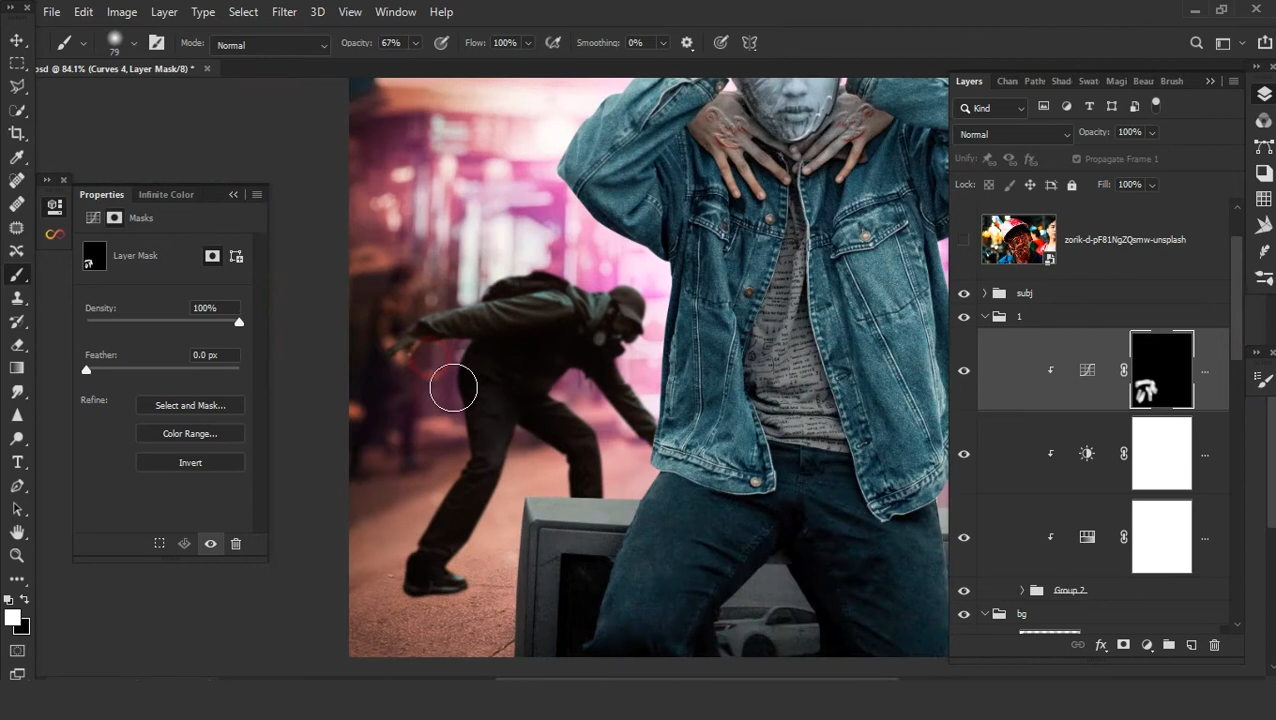 File Edit Image Layer Type Select Filter 3D View Window Help
79 Mode: Normal Opacity: 67% Flow: 100% Smoothing: 0%
psd @ 84.1% (Curves 4, Layer Mask/8) *
Layers Chan Paths Shad Swat Magi Beau Brush
Kind
Normal Opacity: 100%
Unify: Propagate Frame 1
Lock: Fill: 100%
Properties Infinite Color
Masks
Layer Mask
Density: 100%
Feather: 0.0 px
Refine: Select and Mask...
Color Range...
Invert
zorik-d-pF81NgZQsmw-unsplash
subj
1
Group 2
bg